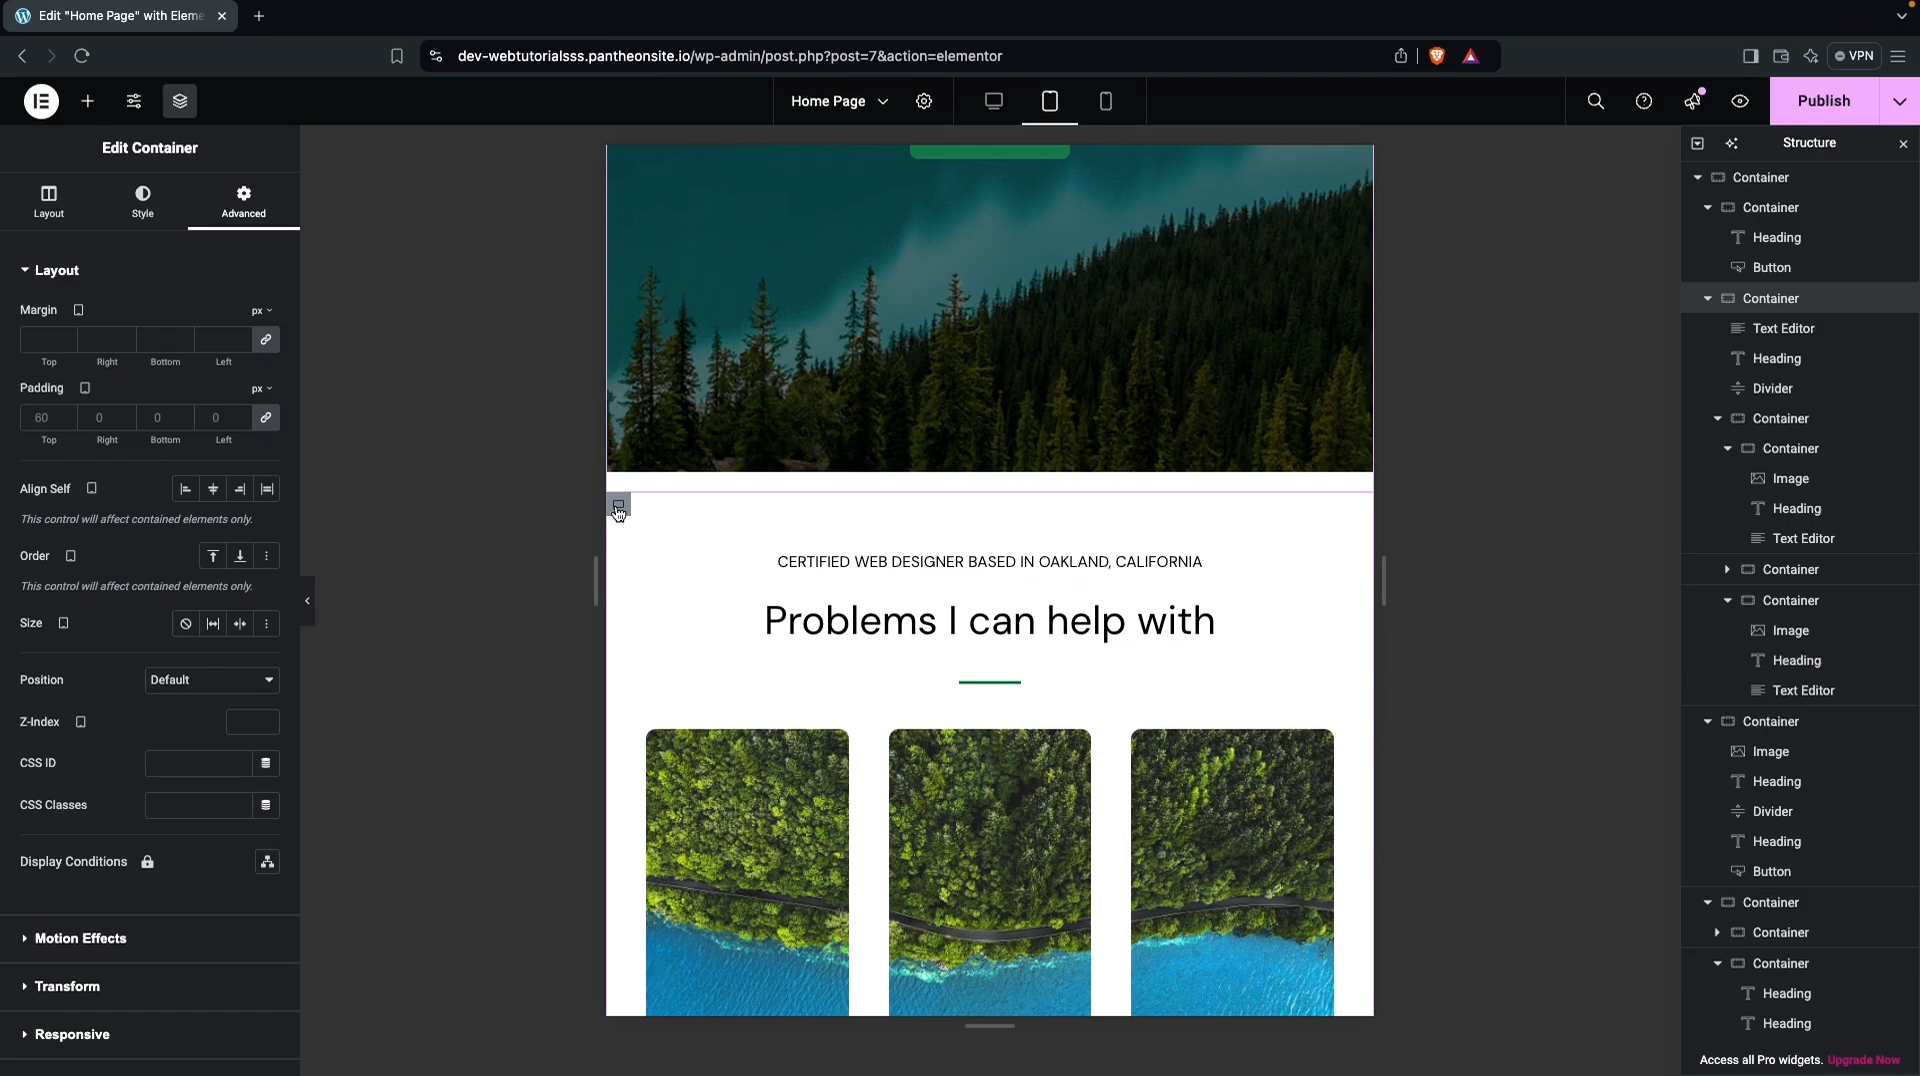 Edit "Home Page" with Eleme
dev-webtutorialsss.pantheonsite.io/wp-admin/post.php?post=7&action=elementor
VPN
Home Page
Publish
Edit Container
Structure
Layout
Style
Advanced
Layout
Margin
px
Top
Right
Bottom
Left
Padding
px
60
0
0
0
Top
Right
Bottom
Left
Align Self
This control will affect contained elements only.
Order
This control will affect contained elements only.
Size
Position
Default
Z-Index
CSS ID
CSS Classes
Display Conditions
Motion Effects
Transform
Responsive
CERTIFIED WEB DESIGNER BASED IN OAKLAND, CALIFORNIA
Problems I can help with
Container
Container
Heading
Button
Container
Text Editor
Heading
Divider
Container
Container
Image
Heading
Text Editor
Container
Container
Image
Heading
Text Editor
Container
Image
Heading
Divider
Heading
Button
Container
Container
Container
Heading
Heading
Access all Pro widgets. Upgrade Now